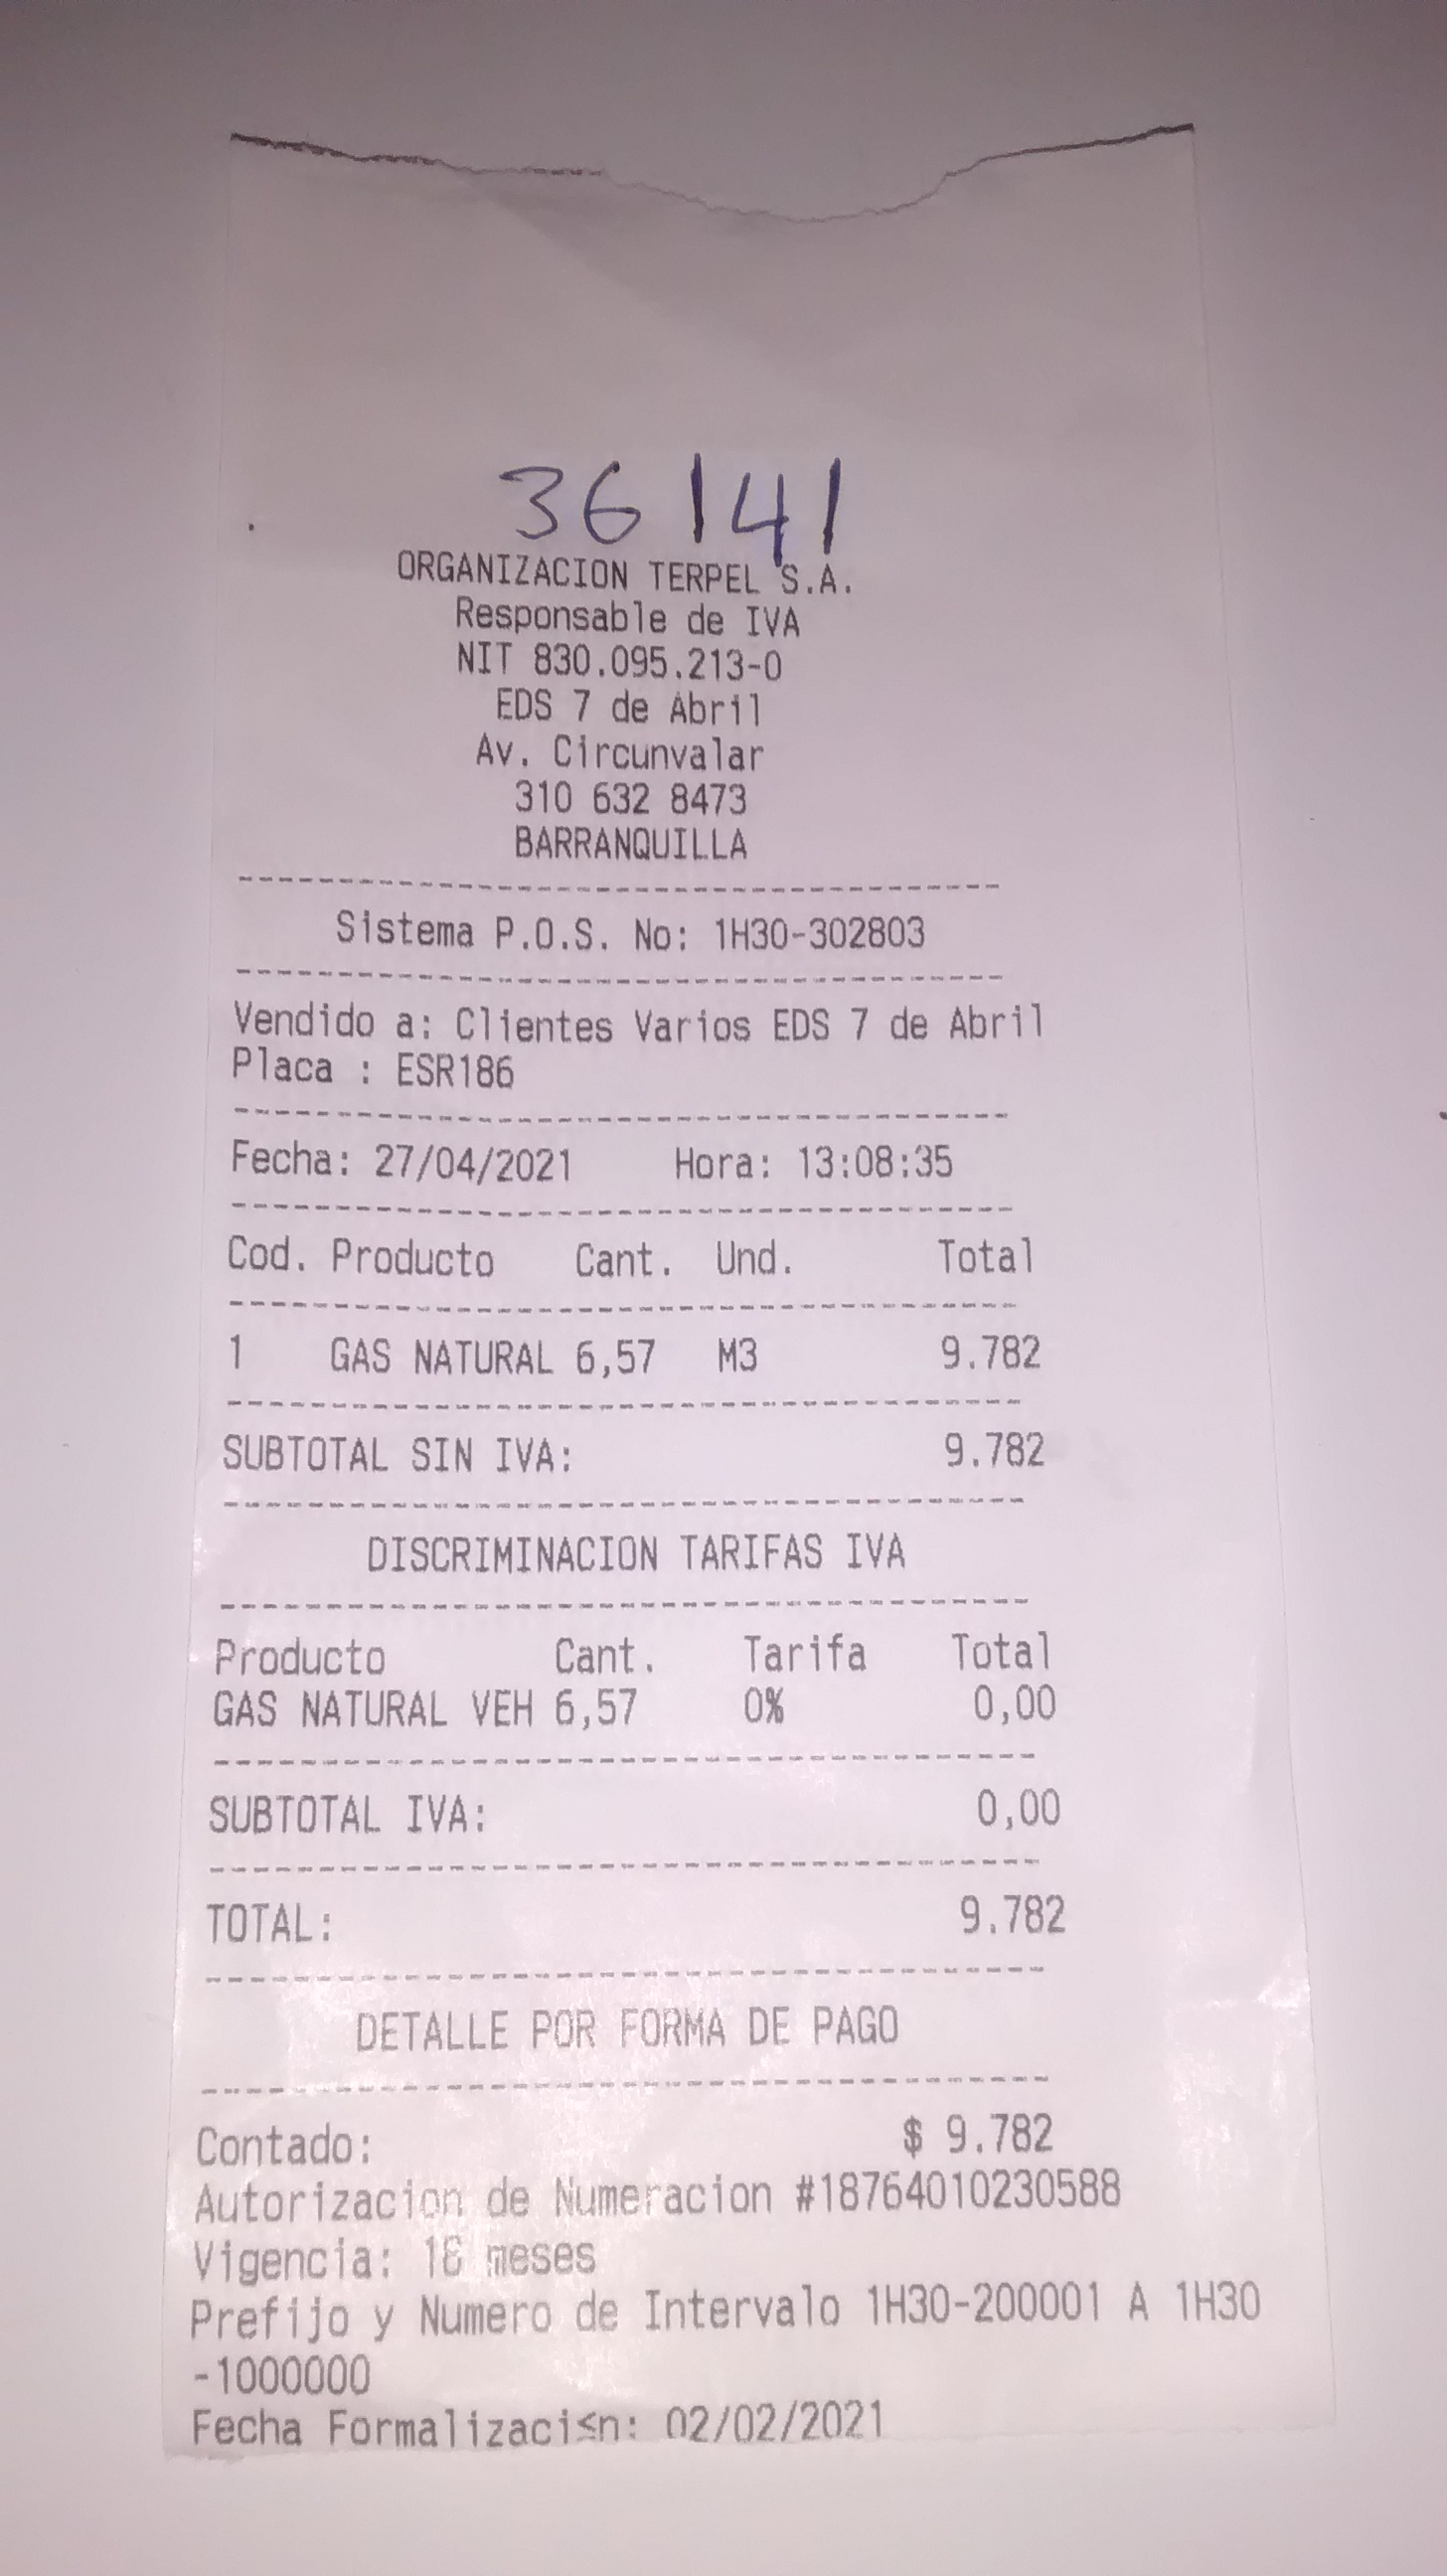 36141
ORGANIZACION TERPEL S.A.
Responsable de IVA
NIT 830.095.213-0
EDS 7 de Abril
Av. Circunvalar
310 632 8473
BARRANQUILLA
Sistema P.O.S. No: 1H30-302803
Vendido a: Clientes Varios EDS 7 de Abril
Placa : ESR186
Fecha: 27/04/2021 Hora: 13:08:35
Cod. Producto Cant. Und. Total
1 GAS NATURAL 6,57 M3 9.782
SUBTOTAL SIN IVA: 9.782
DISCRIMINACION TARIFAS IVA
Producto Cant. Tarifa Total
GAS NATURAL VEH 6,57 0% 0,00
SUBTOTAL IVA: 0,00
TOTAL: 9.782
DETALLE POR FORMA DE PAGO
Contado: $ 9.782
Autorizacion de Numeracion #18764010230588
Vigencia: 18 meses
Prefijo y Numero de Intervalo 1H30-200001 A 1H30
-1000000
Fecha Formalizaci≤n: 02/02/2021